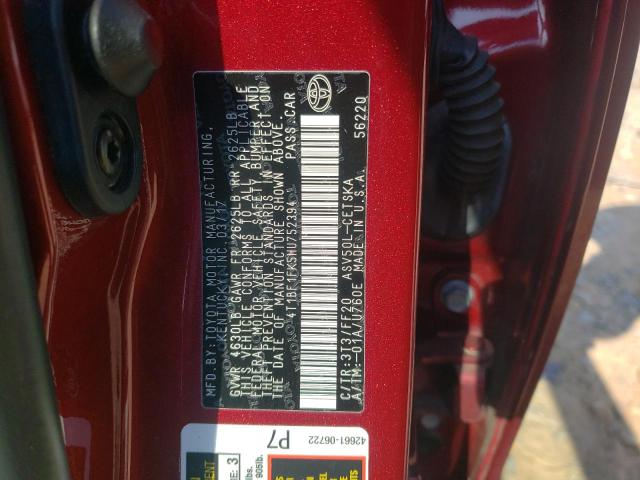 MFD.BY:TOYOTA MOTOR MANUFACTURING,
KENTUCKY,INC. 03/17
GVWR 4630LB GAWR FR 2625LB RR 2625LB
THIS VEHICLE CONFORMS TO ALL APPLICABLE
FEDERAL MOTOR VEHICLE SAFETY, BUMPER, AND
THEFT PREVENTION STANDARDS IN EFFECT ON
THE DATE OF MANUFACTURE SHOWN ABOVE.
PASS.CAR
C/TR:3T3/FF20 ASV50L-CETSKA
A/TM:-01A/U760E MADE IN U.S.A.
56220
42661-06722
P7
3
905lb.